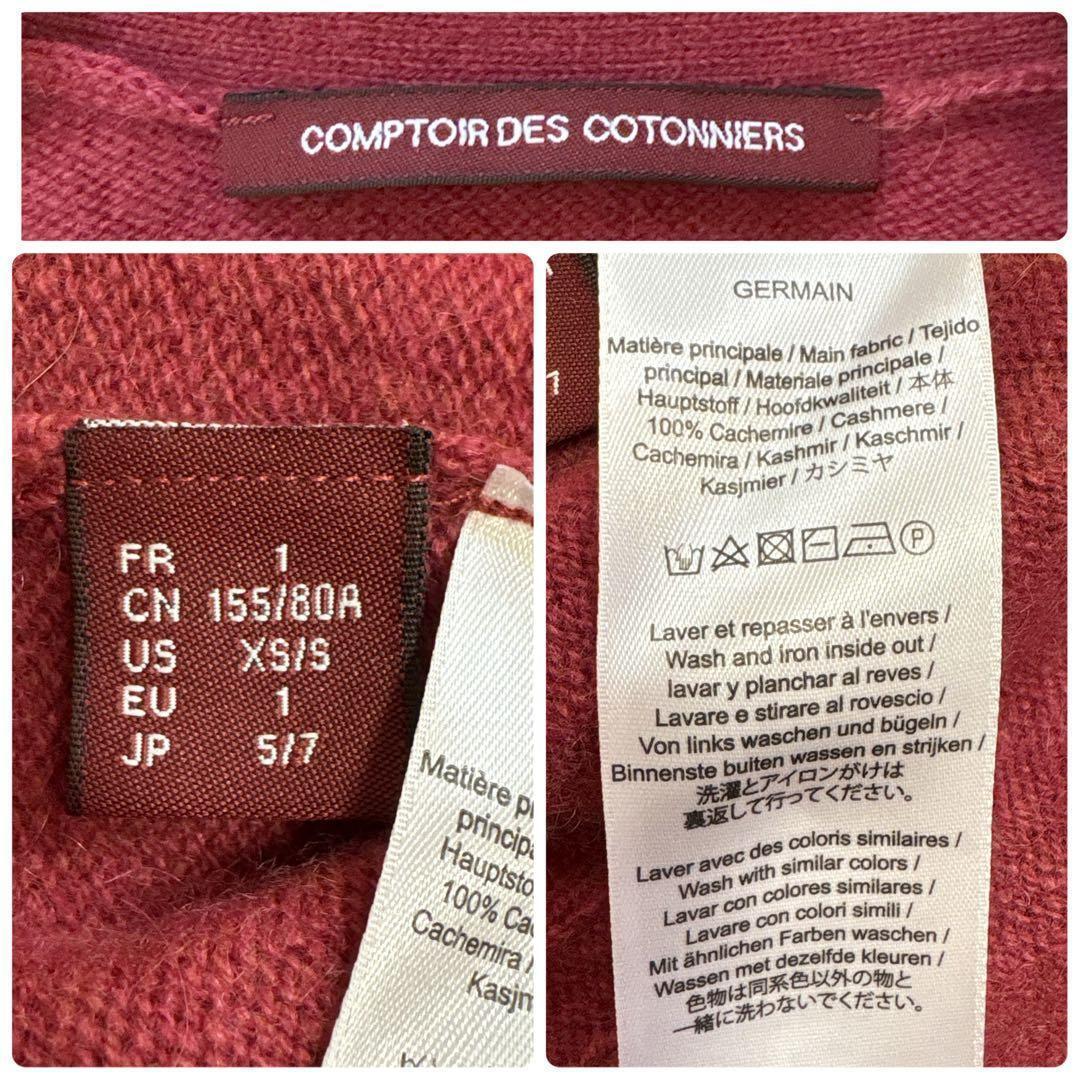 COMPTOIR DES COTONNIERS
FR 1
CN 155/80A
US XS/S
EU 1
JP 5/7
Matière
princip
Hauptsto
100% Ca
Cachemira /
Kasjm
GERMAIN
Matière principale / Main fabric / Tejido
principal / Materiale principale /
Hauptstoff / Hoofdkwaliteit / 本体
100% Cachemire / Cashmere /
Cachemira / Kashmir / Kaschmir /
Kasjmier / カシミヤ
P
Laver et repasser à l'envers /
Wash and iron inside out /
lavar y planchar al reves /
Lavare e stirare al rovescio /
Von links waschen und bügeln /
Binnenste buiten wassen en strijken /
洗濯とアイロンがけは
裏返して行ってください。
Laver avec des coloris similaires /
Wash with similar colors /
Lavar con colores similares /
Lavare con colori simili /
Mit ähnlichen Farben waschen /
Wassen met dezelfde kleuren /
色物は同系色以外の物と
一緒に洗わないでください。